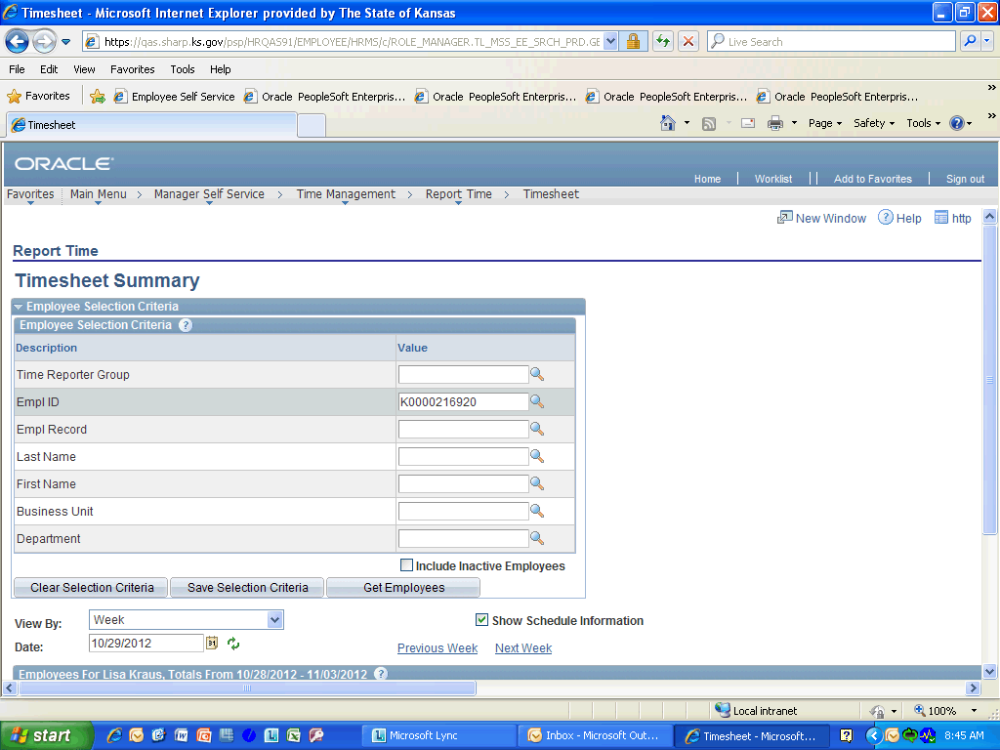 Timesheet - Microsoft Internet Explorer provided by The State of Kansas
https://qas.sharp.ks.gov/psp/HRQAS91/EMPLOYEE/HRMS/c/ROLE_MANAGER.TL_MSS_EE_SRCH_PRD.GE
Live Search
File Edit View Favorites Tools Help
Favorites Employee Self Service Oracle PeopleSoft Enterpris... Oracle PeopleSoft Enterpris... Oracle PeopleSoft Enterpris... Oracle PeopleSoft Enterpris... »
Timesheet Page Safety Tools »
ORACLE®
Home Worklist Add to Favorites Sign out
Favorites Main Menu > Manager Self Service > Time Management > Report Time > Timesheet
New Window Help http
Report Time
Timesheet Summary
Employee Selection Criteria
Employee Selection Criteria ?
Description Value
Time Reporter Group
Empl ID K0000216920
Empl Record
Last Name
First Name
Business Unit
Department
Include Inactive Employees
Clear Selection Criteria Save Selection Criteria Get Employees
View By: Week Show Schedule Information
Date: 10/29/2012 31 Previous Week Next Week
Employees For Lisa Kraus, Totals From 10/28/2012 - 11/03/2012 ?
Local intranet 100%
start Microsoft Lync Inbox - Microsoft Out... Timesheet - Microsoft... 8:45 AM